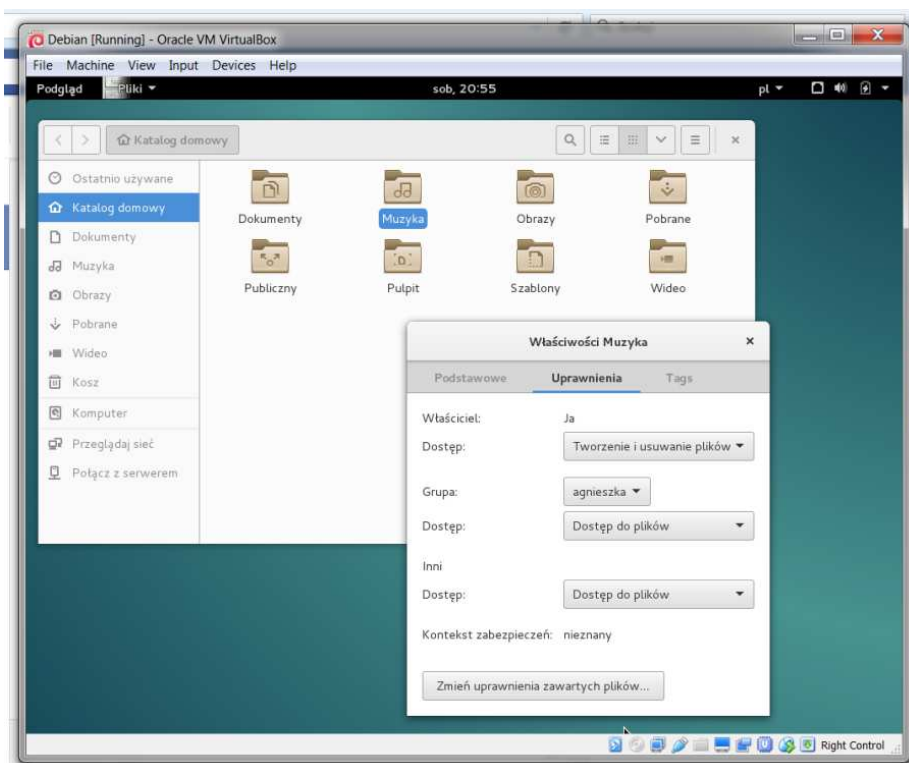 Debian [Running] - Oracle VM VirtualBox
File Machine View Input Devices Help
Podgląd Pliki sob, 20:55 pl
Katalog domowy
Ostatnio używane
Katalog domowy
Dokumenty
Muzyka
Obrazy
Pobrane
Wideo
Kosz
Komputer
Przeglądaj sieć
Połącz z serwerem
Dokumenty Muzyka Obrazy Pobrane
Publiczny Pulpit Szablony Wideo
Właściwości Muzyka
Podstawowe Uprawnienia Tags
Właściciel: Ja
Dostęp: Tworzenie i usuwanie plików
Grupa: agnieszka
Dostęp: Dostęp do plików
Inni
Dostęp: Dostęp do plików
Kontekst zabezpieczeń: nieznany
Zmień uprawnienia zawartych plików...
Right Control